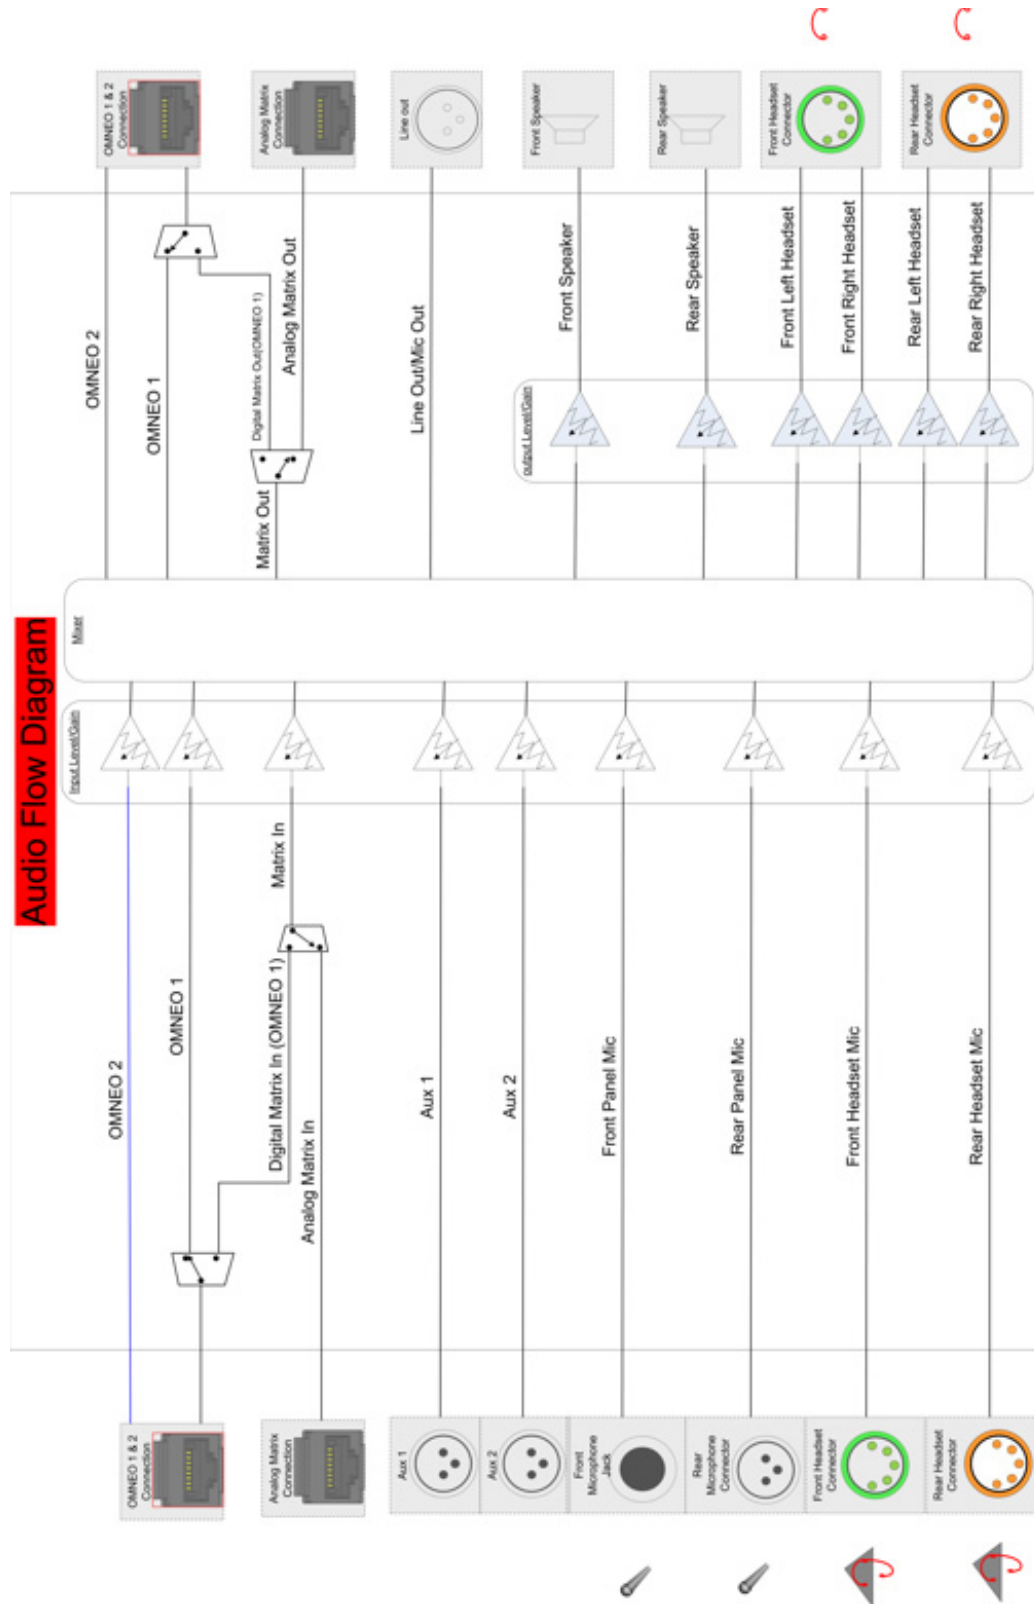 Audio Flow Diagram
OMNEO 1 & 2
Connection
Analog Matrix
Connection
Aux 1
Aux 2
Front
Microphone
Jack
Rear
Microphone
Connector
Front Headset
Connector
Rear Headset
Connector
OMNEO 2
OMNEO 1
Digital Matrix In (OMNEO 1)
Analog Matrix In
Matrix In
Aux 1
Aux 2
Front Panel Mic
Rear Panel Mic
Front Headset Mic
Rear Headset Mic
Input Level/Gain
Mixer
OMNEO 2
OMNEO 1
Matrix Out
Digital Matrix Out(OMNEO 1)
Analog Matrix Out
Line Out/Mic Out
output Level/Gain
Front Speaker
Rear Speaker
Front Left Headset
Front Right Headset
Rear Left Headset
Rear Right Headset
OMNEO 1 & 2
Connection
Analog Matrix
Connection
Line out
Front Speaker
Rear Speaker
Front Headset
Connector
Rear Headset
Connector